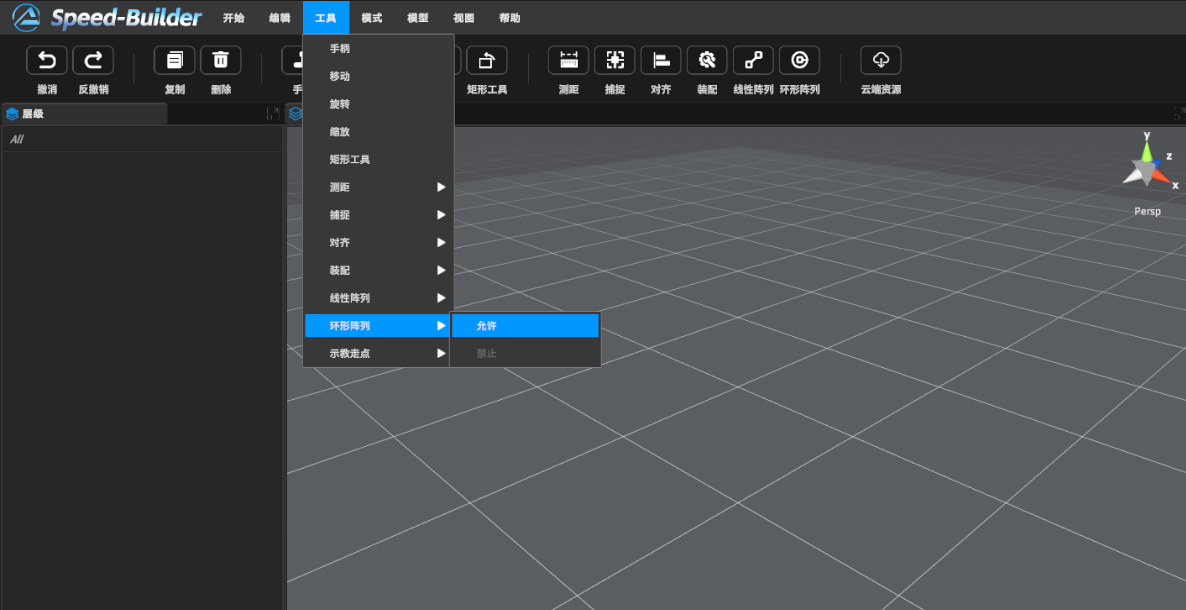 Speed-Builder 开始 编辑 工具 模式 模型 视图 帮助
撤消 反撤销 复制 删除 手 矩形工具 测距 捕捉 对齐 装配 线性阵列 环形阵列 云端资源
层级
All
手柄
移动
旋转
缩放
矩形工具
测距
捕捉
对齐
装配
线性阵列
环形阵列 允许
示教走点 禁止
y
z
x
Persp